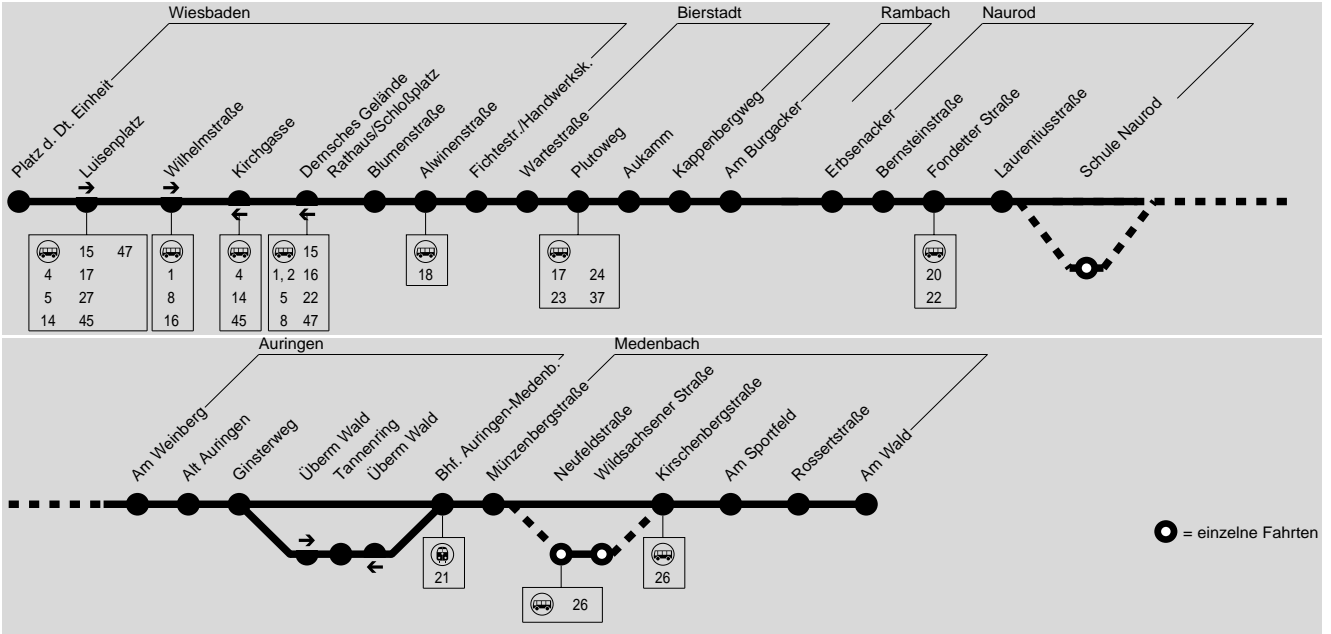 Wiesbaden
Bierstadt
Rambach
Naurod
Platz d. Dt. Einheit
Luisenplatz
Wilhelmstraße
Kirchgasse
Dernsches Gelände
Rathaus/Schloßplatz
Blumenstraße
Alwinenstraße
Fichtestr./Handwerksk.
Wartestraße
Plutoweg
Aukamm
Kappenbergweg
Am Burgacker
Erbsenacker
Bernsteinstraße
Fondetter Straße
Laurentiusstraße
Schule Naurod
15 47
4 17
5 27
14 45
1
8
16
4
14
45
15
1, 2 16
5 22
8 47
18
17 24
23 37
20
22
Auringen
Medenbach
Am Weinberg
Alt Auringen
Ginsterweg
Überm Wald
Tannenring
Überm Wald
Bhf. Auringen-Medenb.
Münzenbergstraße
Neufeldstraße
Wildsachsener Straße
Kirschenbergstraße
Am Sportfeld
Rossertstraße
Am Wald
21
26
26
= einzelne Fahrten